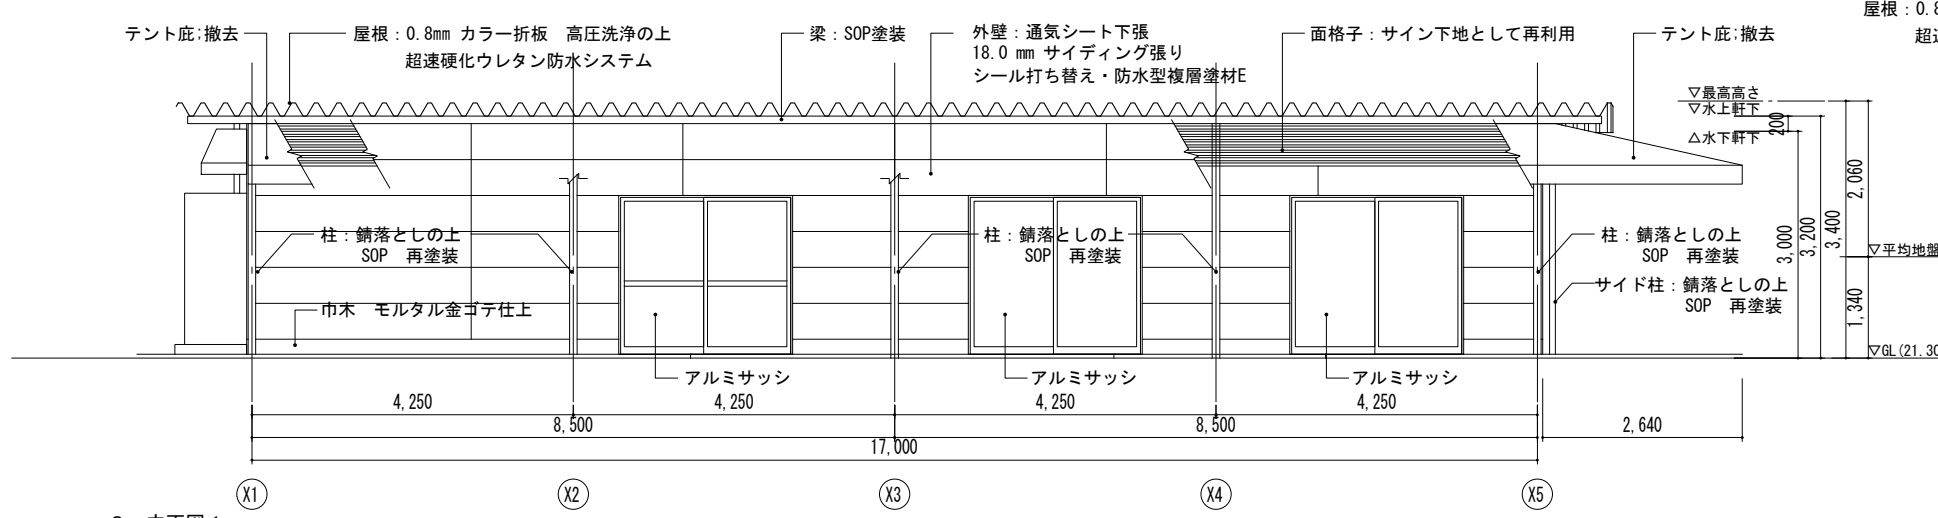 屋根：0.8
テント庇;撤去
屋根：0.8mm カラー折板　高圧洗浄の上
超速硬化ウレタン防水システム
梁：SOP塗装
外壁：通気シート下張
18.0 mm サイディング張り
シール打ち替え・防水型複層塗材E
面格子：サイン下地として再利用
テント庇;撤去
▽最高高さ
▽水上軒下
△水下軒下
200
2,060
3,000
3,200
3,400
1,340
▽平均地盤
▽GL(21.30
柱：錆落としの上
SOP　再塗装
柱：錆落としの上
SOP　再塗装
柱：錆落としの上
SOP　再塗装
サイド柱：錆落としの上
SOP　再塗装
巾木　モルタル金ゴテ仕上
アルミサッシ
アルミサッシ
アルミサッシ
4,250
4,250
4,250
4,250
8,500
8,500
2,640
17,000
X1
X2
X3
X4
X5